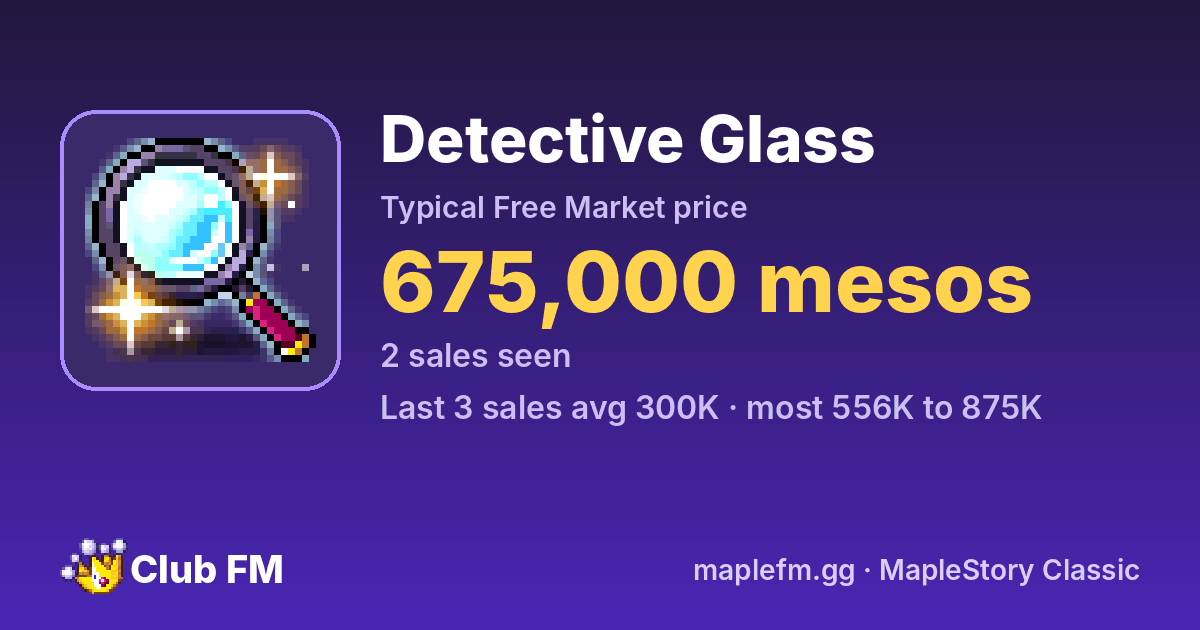 Detective Glass
Typical Free Market price
675,000 mesos
2 sales seen
Last 3 sales avg 300K · most 556K to 875K
Club FM
maplefm.gg · MapleStory Classic